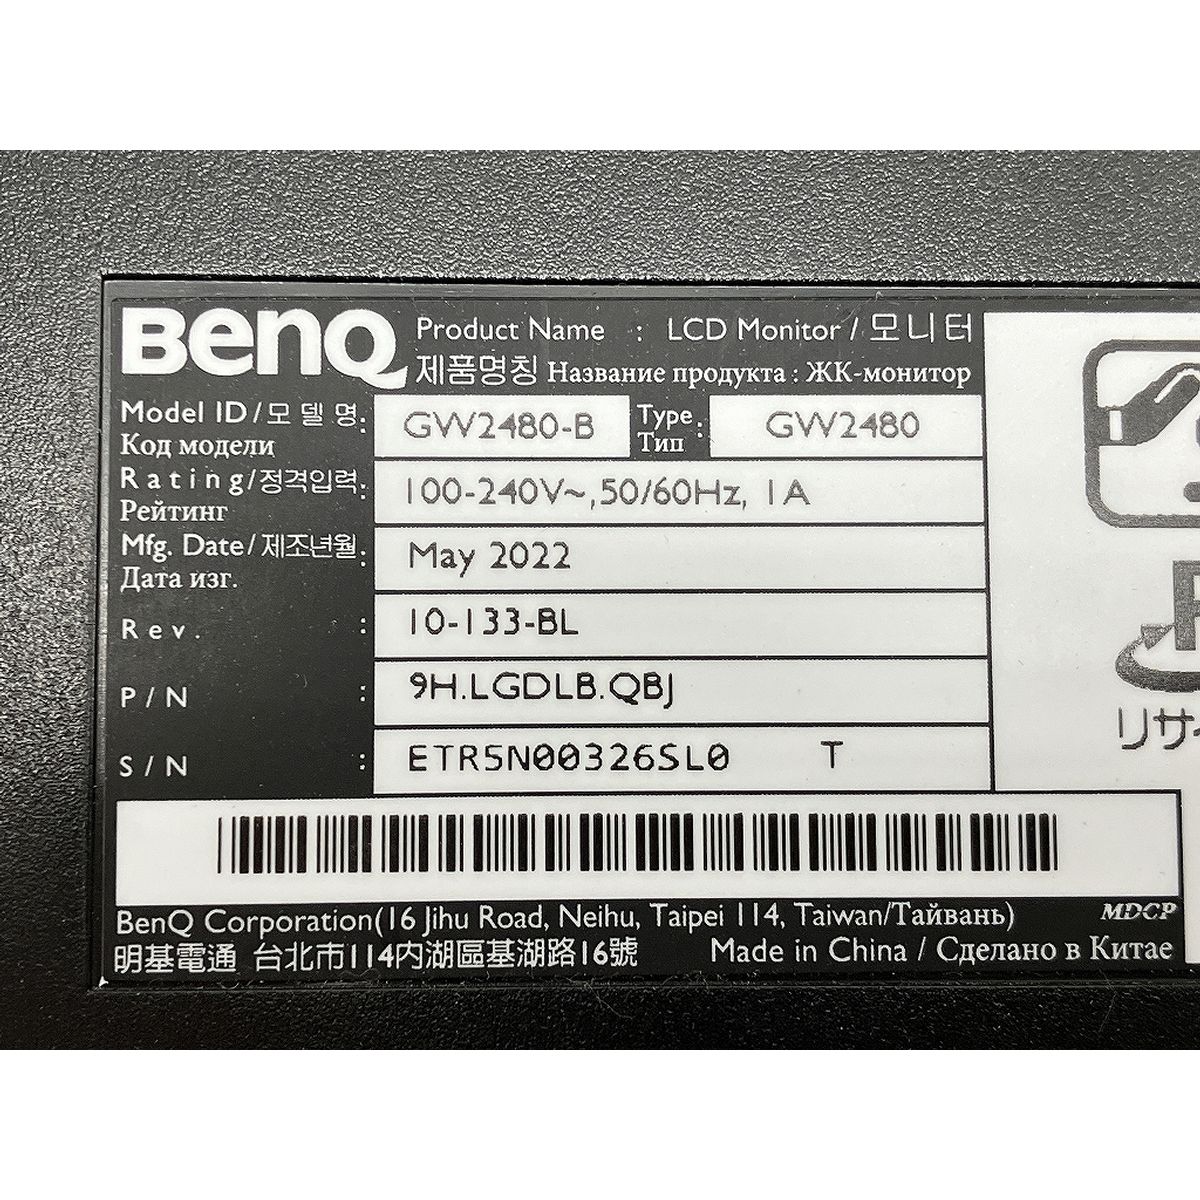 BenQ
Product Name : LCD Monitor / 모니터
제품명칭 Название продукта : ЖК-монитор
Model ID/모델명: GW2480-B Type: GW2480
Код модели Тип
Rating/정격입력: 100-240V~,50/60Hz, 1A
Рейтинг
Mfg. Date/제조년월: May 2022
Дата изг.
Rev. : 10-133-BL
P/N : 9H.LGDLB.QBJ
S/N : ETR5N00326SL0 T
リサイ
BenQ Corporation(16 Jihu Road, Neihu, Taipei 114, Taiwan/Тайвань) MDCP
明基電通 台北市114內湖區基湖路16號 Made in China / Сделано в Китае